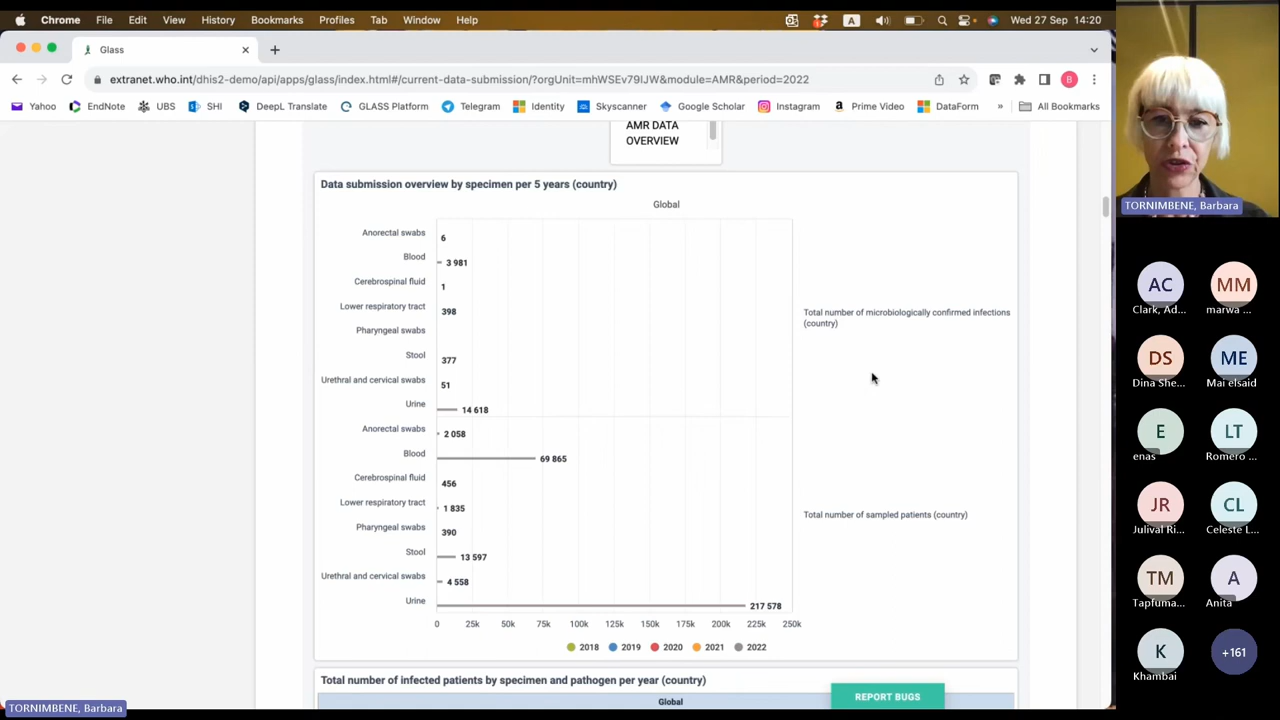 Chrome File Edit View History Bookmarks Profiles Tab Window Help A Wed 27 Sep 14:20
Glass
extranet.who.int/dhis2-demo/api/apps/glass/index.html#/current-data-submission/?orgUnit=mhWSEv79lJW&module=AMR&period=2022
B
Yahoo EndNote UBS SHI DeepL Translate GLASS Platform Telegram Identity Skyscanner Google Scholar Instagram Prime Video DataForm » All Bookmarks
AMR DATA
OVERVIEW
Data submission overview by specimen per 5 years (country)
Global
Anorectal swabs 6
Blood 3 981
Cerebrospinal fluid 1
Lower respiratory tract 398
Pharyngeal swabs
Stool 377
Urethral and cervical swabs 51
Urine 14 618
Total number of microbiologically confirmed infections
(country)
Anorectal swabs 2 058
Blood 69 865
Cerebrospinal fluid 456
Lower respiratory tract 1 835
Pharyngeal swabs 390
Stool 13 597
Urethral and cervical swabs 4 558
Urine 217 578
Total number of sampled patients (country)
0 25k 50k 75k 100k 125k 150k 175k 200k 225k 250k
2018 2019 2020 2021 2022
Total number of infected patients by specimen and pathogen per year (country)
Global
REPORT BUGS
TORNIMBENE, Barbara
TORNIMBENE, Barbara
AC MM
Clark, Ad... marwa ...
DS ME
Dina She... Mai elsaid
E LT
enas Romero ...
JR CL
Julival Ri... Celeste L...
TM A
Tapfuma... Anita
K +161
Khambai